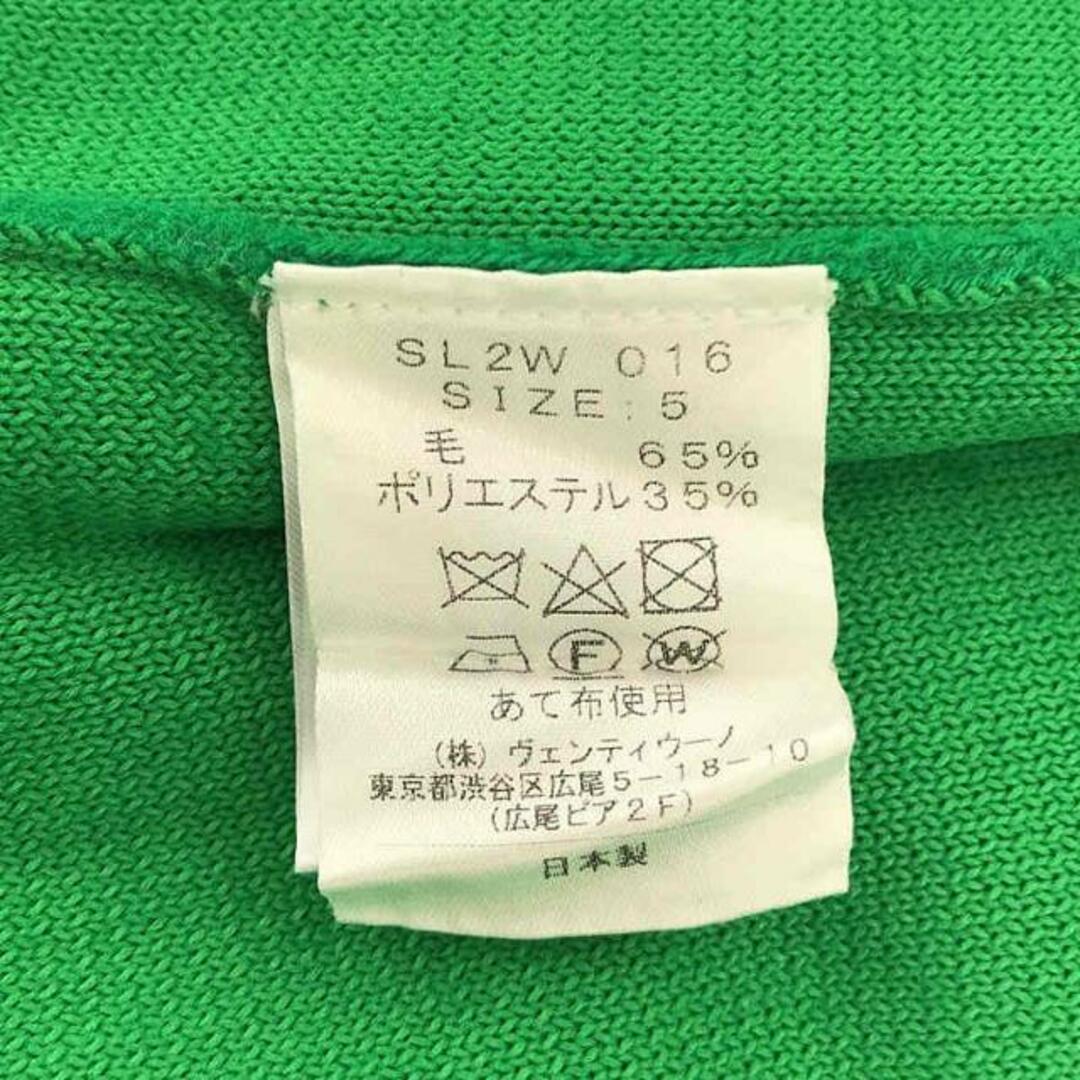 SL2W 016
SIZE:5
毛 65%
ポリエステル35%
F W
あて布使用
(株)ヴェンティウーノ
東京都渋谷区広尾5-18-10
(広尾ピア2F)
日本製